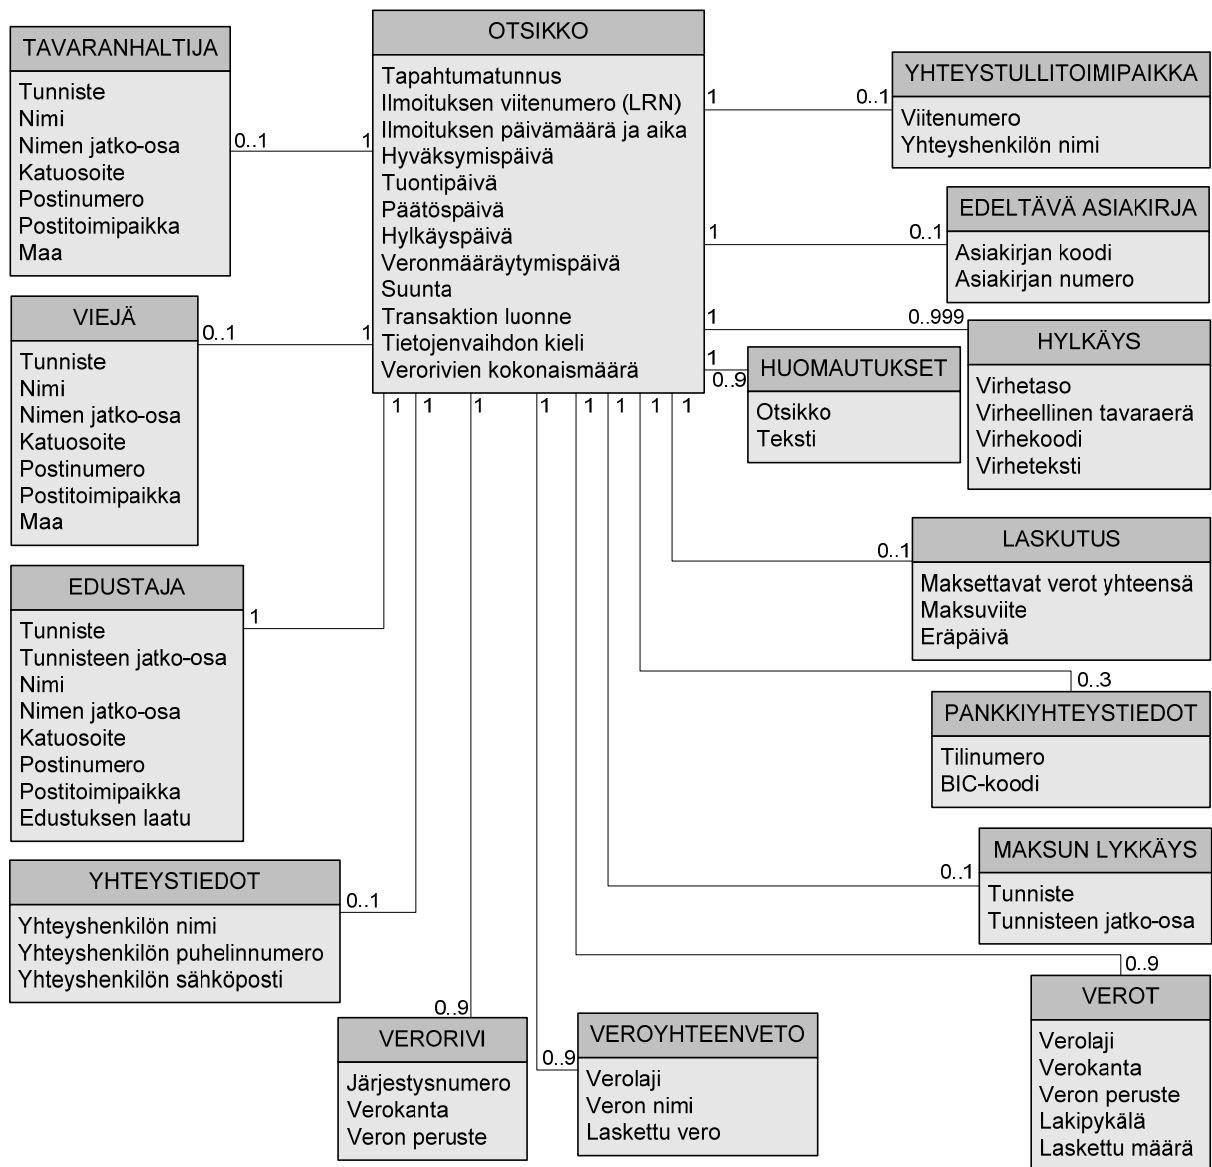 TAVARANHALTIJA
Tunniste
Nimi
Nimen jatko-osa
Katuosoite
Postinumero
Postitoimipaikka
Maa
0..1
1
VIEJÄ
Tunniste
Nimi
Nimen jatko-osa
Katuosoite
Postinumero
Postitoimipaikka
Maa
0..1
1
EDUSTAJA
Tunniste
Tunnisteen jatko-osa
Nimi
Nimen jatko-osa
Katuosoite
Postinumero
Postitoimipaikka
Edustuksen laatu
1
YHTEYSTIEDOT
Yhteyshenkilön nimi
Yhteyshenkilön puhelinnumero
Yhteyshenkilön sähköposti
0..1
OTSIKKO
Tapahtumatunnus
Ilmoituksen viitenumero (LRN)
Ilmoituksen päivämäärä ja aika
Hyväksymispäivä
Tuontipäivä
Päätöspäivä
Hylkäyspäivä
Veronmääräytymispäivä
Suunta
Transaktion luonne
Tietojenvaihdon kieli
Verorivien kokonaismäärä
1 1 1 1 1 1 1 1
1
0..1
YHTEYSTULLITOIMIPAIKKA
Viitenumero
Yhteyshenkilön nimi
1
0..1
EDELTÄVÄ ASIAKIRJA
Asiakirjan koodi
Asiakirjan numero
1
0..999
HYLKÄYS
Virhetaso
Virheellinen tavaraerä
Virhekoodi
Virheteksti
1
0..9
HUOMAUTUKSET
Otsikko
Teksti
0..1
LASKUTUS
Maksettavat verot yhteensä
Maksuviite
Eräpäivä
0..3
PANKKIYHTEYSTIEDOT
Tilinumero
BIC-koodi
0..1
MAKSUN LYKKÄYS
Tunniste
Tunnisteen jatko-osa
0..9
VEROT
Verolaji
Verokanta
Veron peruste
Lakipykälä
Laskettu määrä
0..9
VERORIVI
Järjestysnumero
Verokanta
Veron peruste
0..9
VEROYHTEENVETO
Verolaji
Veron nimi
Laskettu vero